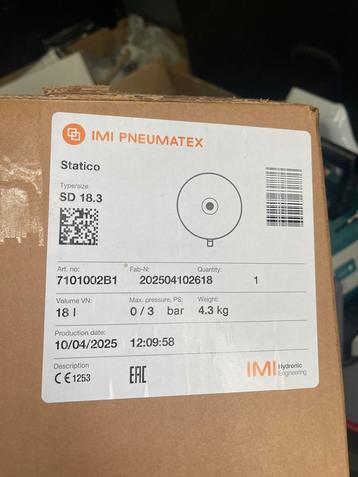 IMI PNEUMATEX
Statico
Type/size:
SD 18.3
Art. no: Fab-N: Quantity:
7101002B1 202504102618 1
Volume VN: Max. pressure, PS: Weight:
18 l 0 / 3 bar 4.3 kg
Production date:
10/04/2025 12:09:58
Description
CE 1253 EAC
IMI Hydronic
Engineering